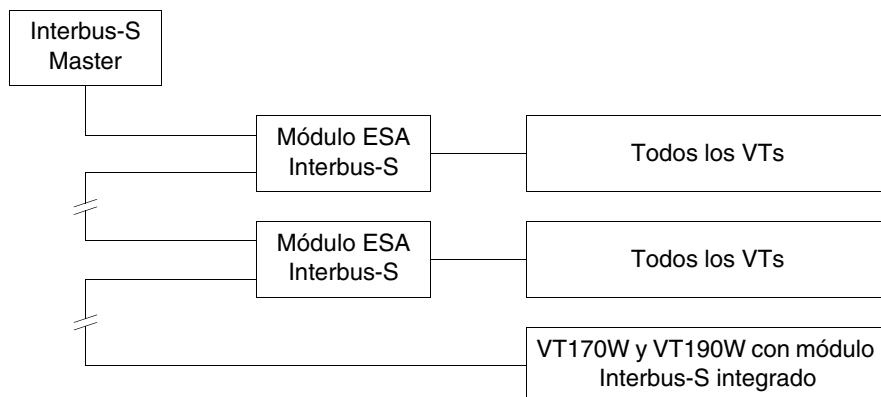 Interbus-S
Master
Módulo ESA
Interbus-S
Todos los VTs
Módulo ESA
Interbus-S
Todos los VTs
VT170W y VT190W con módulo
Interbus-S integrado